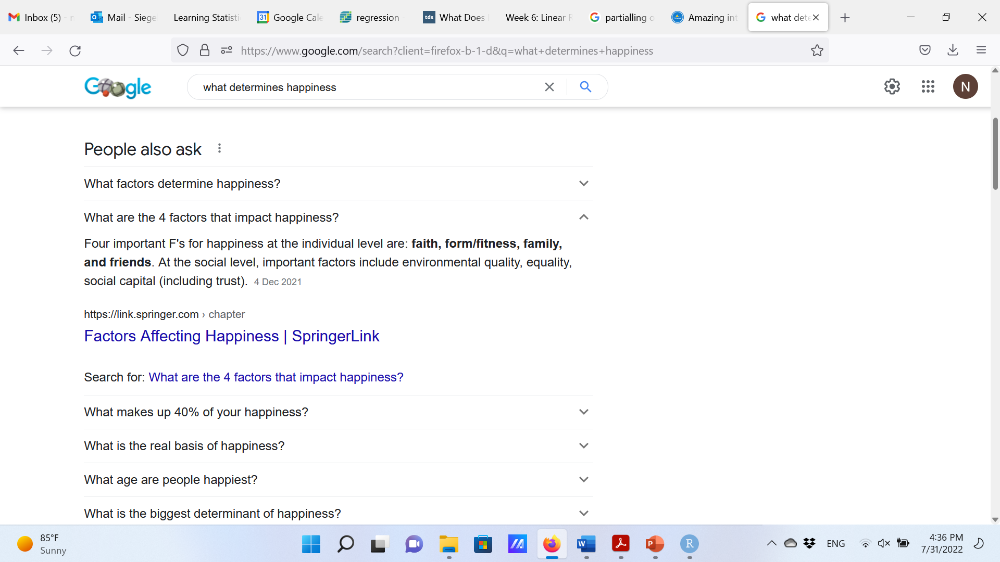 Inbox (5) -
Mail - Siege
Learning Statisti
31 Google Cale
regression -
tds What Does
Week 6: Linear
partialling o
Amazing int
what dete
https://www.google.com/search?client=firefox-b-1-d&q=what+determines+happiness
Google
what determines happiness
N
People also ask
What factors determine happiness?
What are the 4 factors that impact happiness?
Four important F's for happiness at the individual level are: faith, form/fitness, family,
and friends. At the social level, important factors include environmental quality, equality,
social capital (including trust). 4 Dec 2021
https://link.springer.com › chapter
Factors Affecting Happiness | SpringerLink
Search for: What are the 4 factors that impact happiness?
What makes up 40% of your happiness?
What is the real basis of happiness?
What age are people happiest?
What is the biggest determinant of happiness?
85°F
Sunny
W
P
R
ENG
4:36 PM
7/31/2022